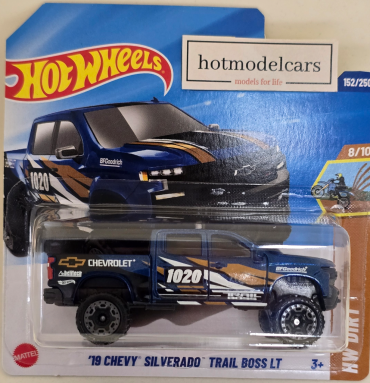 HOT WHEELS
hotmodelcars
models for life
152/250
8/10
BFGoodrich
1020
CHEVROLET
1020
BFGoodrich
MATTEL
'19 CHEVY SILVERADO TRAIL BOSS LT
3+
HW DIRT